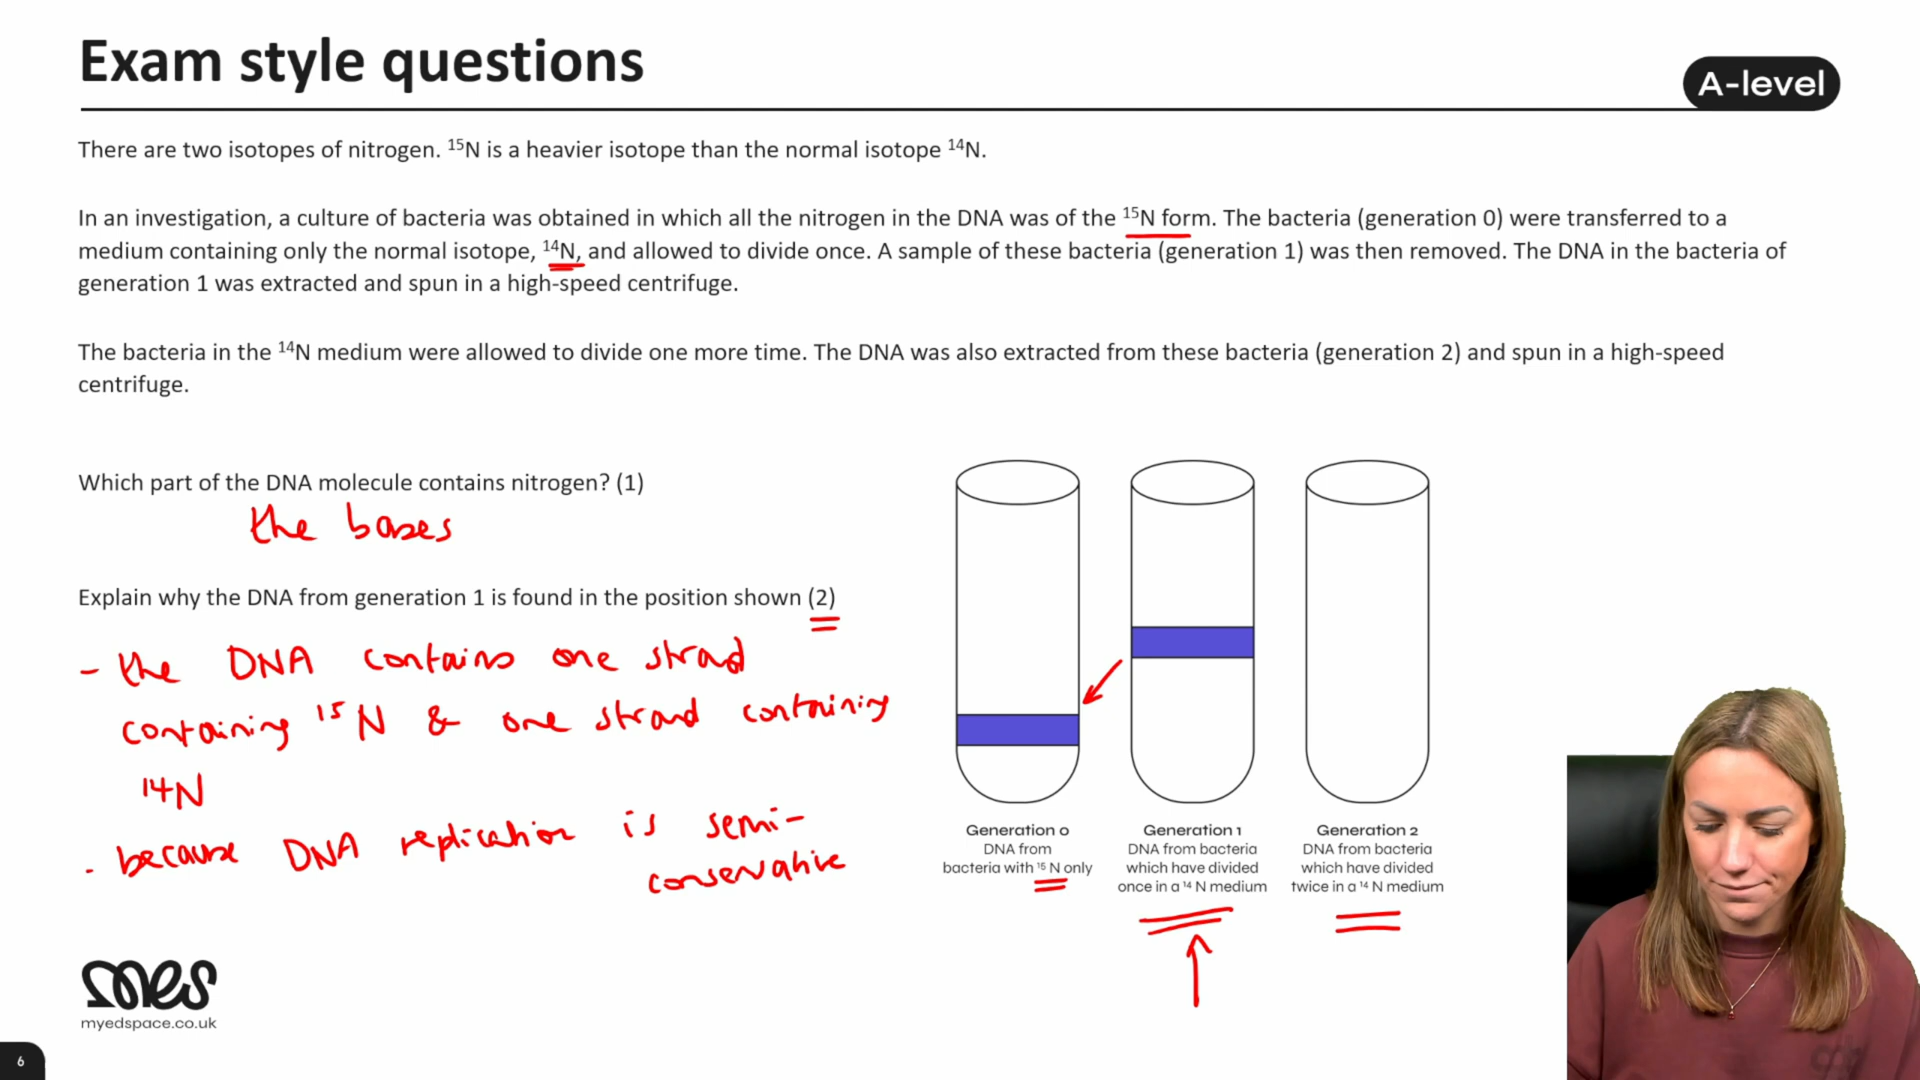 Exam style questions
A-level
There are two isotopes of nitrogen. ¹⁵N is a heavier isotope than the normal isotope ¹⁴N.
In an investigation, a culture of bacteria was obtained in which all the nitrogen in the DNA was of the ¹⁵N form. The bacteria (generation 0) were transferred to a
medium containing only the normal isotope, ¹⁴N, and allowed to divide once. A sample of these bacteria (generation 1) was then removed. The DNA in the bacteria of
generation 1 was extracted and spun in a high-speed centrifuge.
The bacteria in the ¹⁴N medium were allowed to divide one more time. The DNA was also extracted from these bacteria (generation 2) and spun in a high-speed
centrifuge.
Which part of the DNA molecule contains nitrogen? (1)
the bases
Explain why the DNA from generation 1 is found in the position shown (2)
- the DNA contains one strand
containing ¹⁵N & one strand containing
¹⁴N
- because DNA replication is semi-
conservative
Generation 0
DNA from
bacteria with ¹⁵ N only
Generation 1
DNA from bacteria
which have divided
once in a ¹⁴ N medium
Generation 2
DNA from bacteria
which have divided
twice in a ¹⁴ N medium
mes
myedspace.co.uk
6